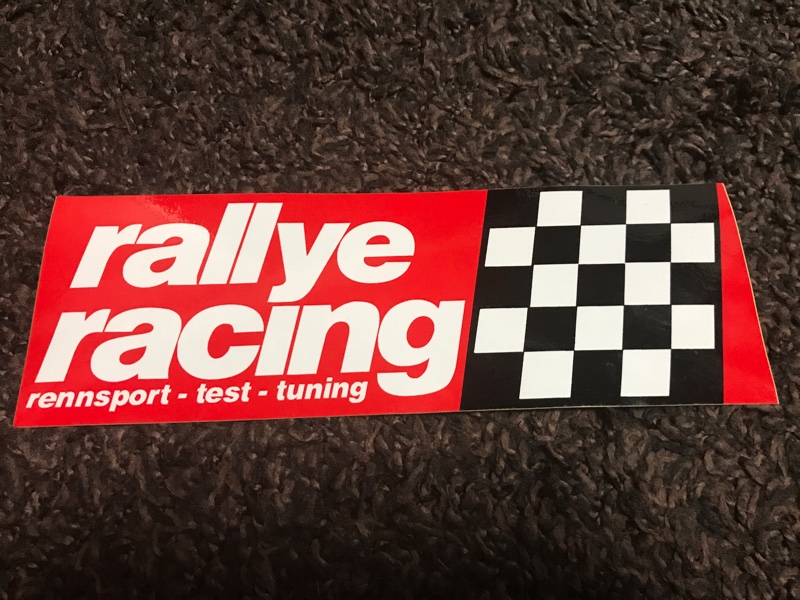 rallye
racing
rennsport - test - tuning